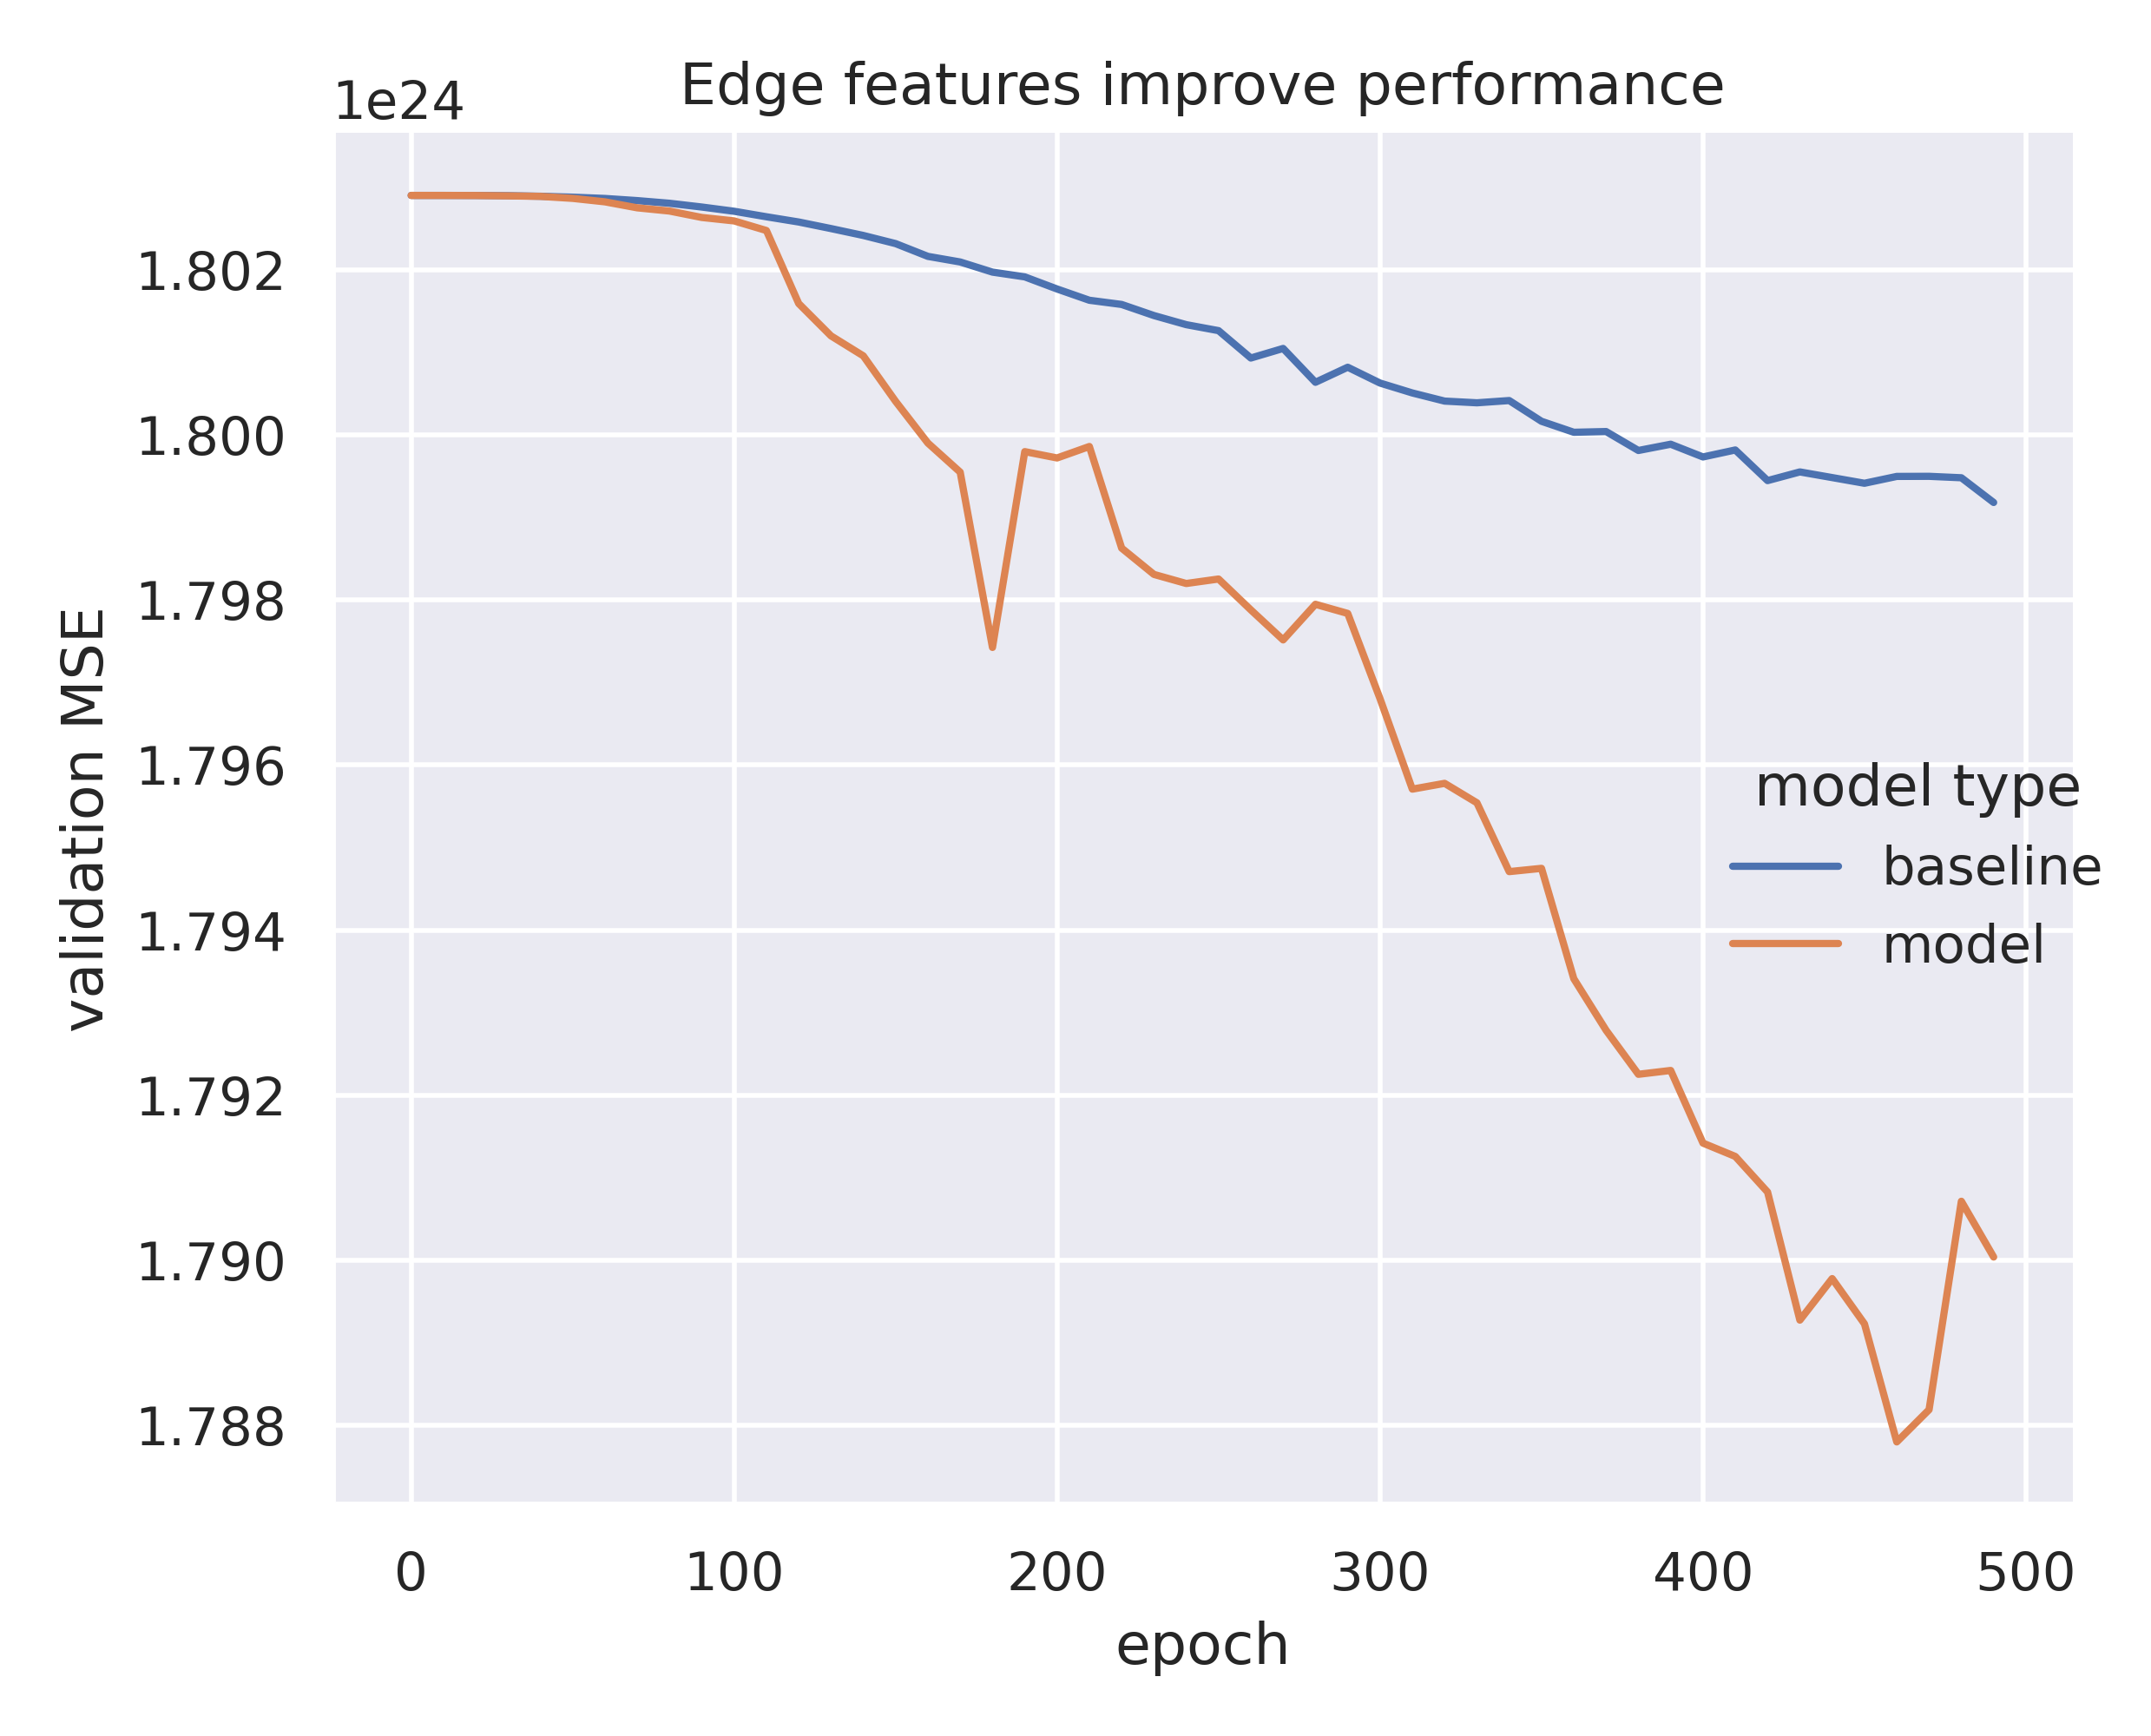 Edge features improve performance
1e24
1.802
1.800
1.798
1.796
1.794
1.792
1.790
1.788
validation MSE
model type
baseline
model
0 100 200 300 400 500
epoch